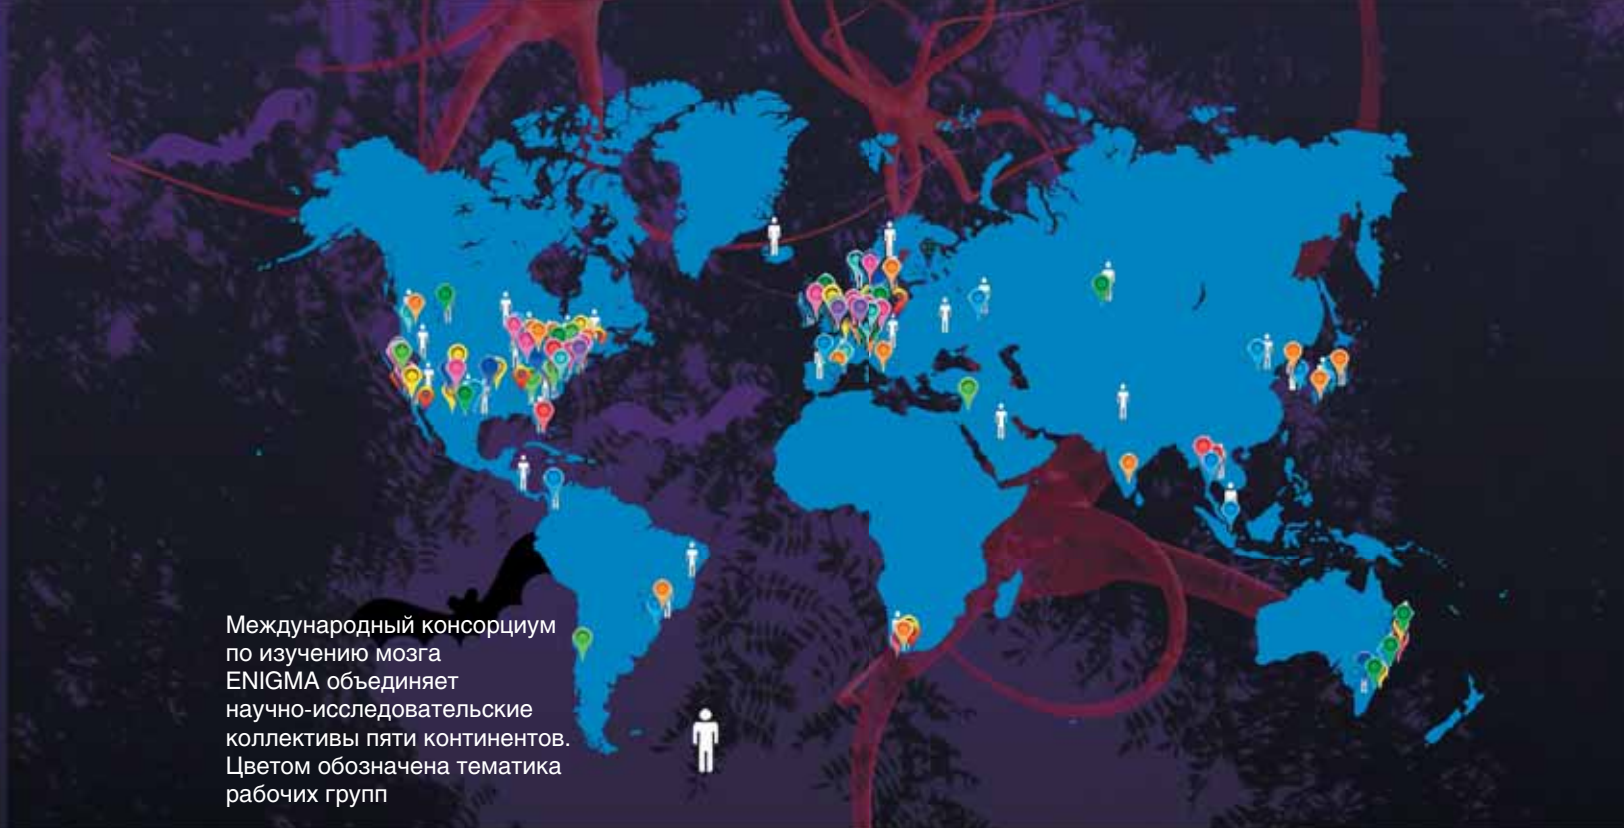 Международный консорциум
по изучению мозга
ENIGMA объединяет
научно-исследовательские
коллективы пяти континентов.
Цветом обозначена тематика
рабочих групп